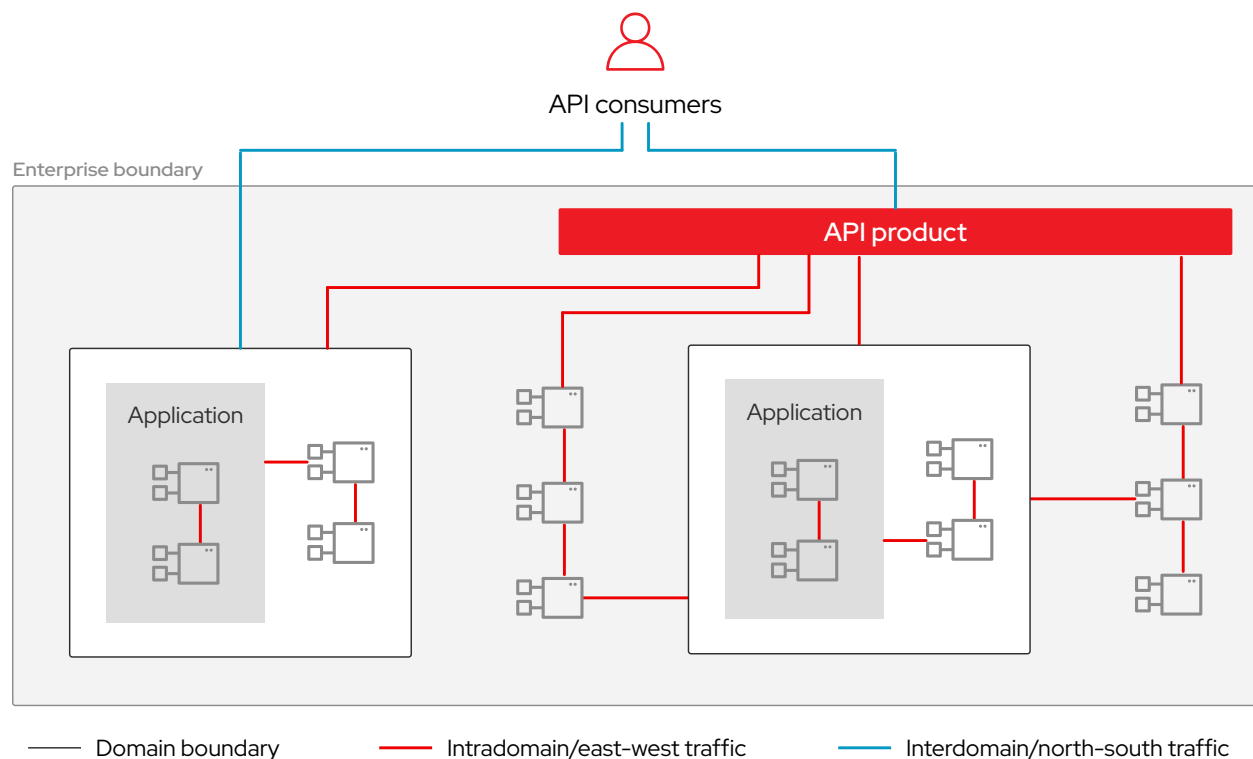 API consumers
Enterprise boundary
API product
Application
Application
Domain boundary
Intradomain/east-west traffic
Interdomain/north-south traffic